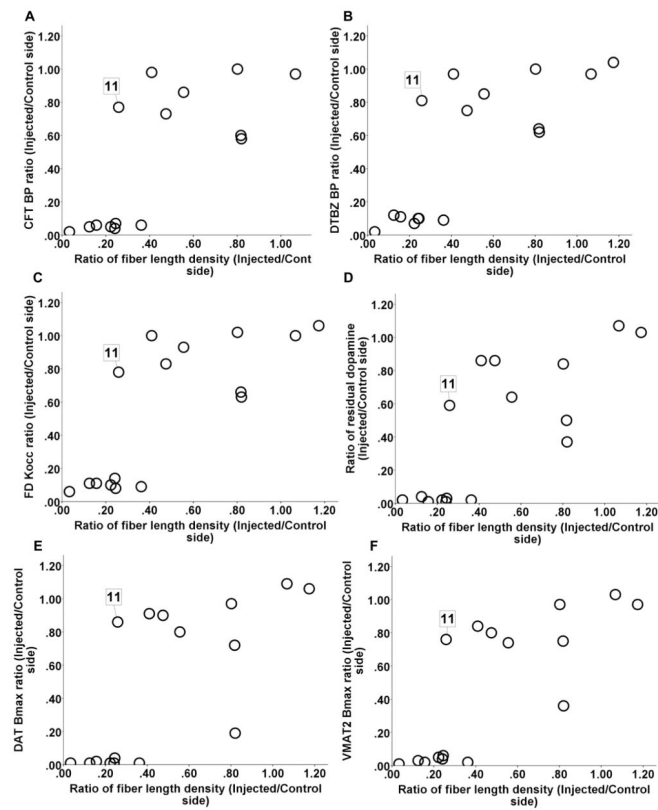 A
CFT BP ratio (Injected/Control side)
1.20
1.00
.80
.60
.40
.20
.00
11
.00 .20 .40 .60 .80 1.00
Ratio of fiber length density (Injected/Cont
side)
B
DTBZ BP ratio (Injected/Control side)
1.20
1.00
.80
.60
.40
.20
.00
11
.00 .20 .40 .60 .80 1.00 1.20
Ratio of fiber length density (Injected/Control
side)
C
FD Kocc ratio (Injected/Control side)
1.20
1.00
.80
.60
.40
.20
.00
11
.00 .20 .40 .60 .80 1.00 1.20
Ratio of fiber length density (Injected/Control
side)
D
Ratio of residual dopamine
(Injected/Control side)
1.20
1.00
.80
.60
.40
.20
.00
11
.00 .20 .40 .60 .80 1.00 1.20
Ratio of fiber length density (Injected/Control
side)
E
DAT Bmax ratio (Injected/Control
side)
1.20
1.00
.80
.60
.40
.20
.00
11
.00 .20 .40 .60 .80 1.00 1.20
Ratio of fiber length density (Injected/Control
side)
F
VMAT2 Bmax ratio (Injected/Control
side)
1.20
1.00
.80
.60
.40
.20
.00
11
.00 .20 .40 .60 .80 1.00 1.20
Ratio of fiber length density (Injected/Control
side)